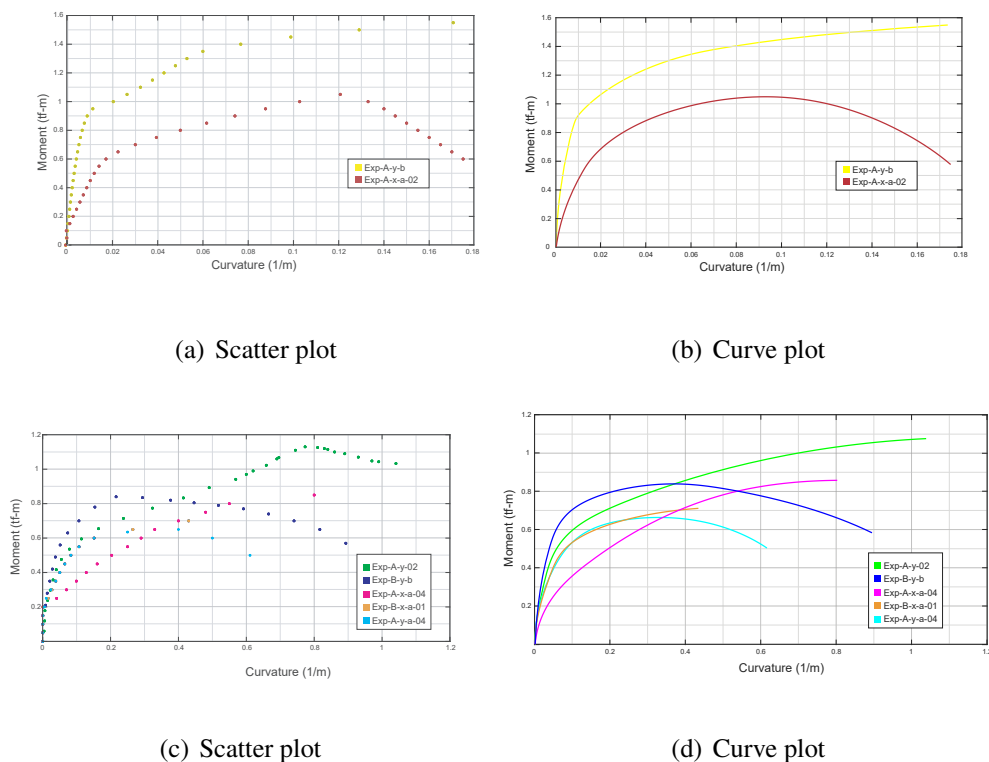 1.6
1.4
1.2
1
0.8
0.6
0.4
0.2
0
Moment (tf-m)
Exp-A-y-b
Exp-A-x-a-02
0 0.02 0.04 0.06 0.08 0.1 0.12 0.14 0.16 0.18
Curvature (1/m)
(a) Scatter plot
1.6
1.4
1.2
1
0.8
0.6
0.4
0.2
0
Moment (tf-m)
Exp-A-y-b
Exp-A-x-a-02
0 0.02 0.04 0.06 0.08 0.1 0.12 0.14 0.16 0.18
Curvature (1/m)
(b) Curve plot
1.2
1
0.8
0.6
0.4
0.2
0
Moment (tf-m)
Exp-A-y-02
Exp-B-y-b
Exp-A-x-a-04
Exp-B-x-a-01
Exp-A-y-a-04
0 0.2 0.4 0.6 0.8 1 1.2
Curvature (1/m)
(c) Scatter plot
1.2
1
0.8
0.6
0.4
0.2
Moment (tf-m)
Exp-A-y-02
Exp-B-y-b
Exp-A-x-a-04
Exp-B-x-a-01
Exp-A-y-a-04
0 0.2 0.4 0.6 0.8 1 1.2
Curvature (1/m)
(d) Curve plot